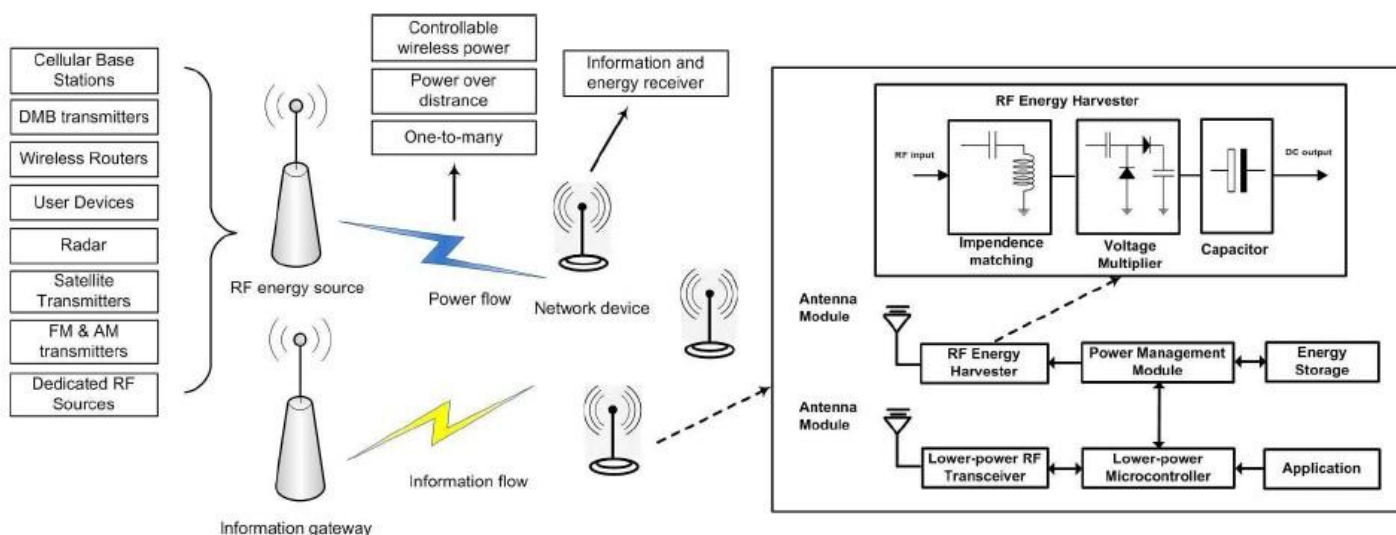 Cellular Base
Stations
DMB transmitters
Wireless Routers
User Devices
Radar
Satellite
Transmitters
FM & AM
transmitters
Dedicated RF
Sources
RF energy source
Information gateway
Controllable
wireless power
Power over
distrance
One-to-many
Power flow
Information flow
Information and
energy receiver
Network device
RF Energy Harvester
RF input
DC output
Impendence
matching
Voltage
Multiplier
Capacitor
Antenna
Module
RF Energy
Harvester
Power Management
Module
Energy
Storage
Antenna
Module
Lower-power RF
Transceiver
Lower-power
Microcontroller
Application